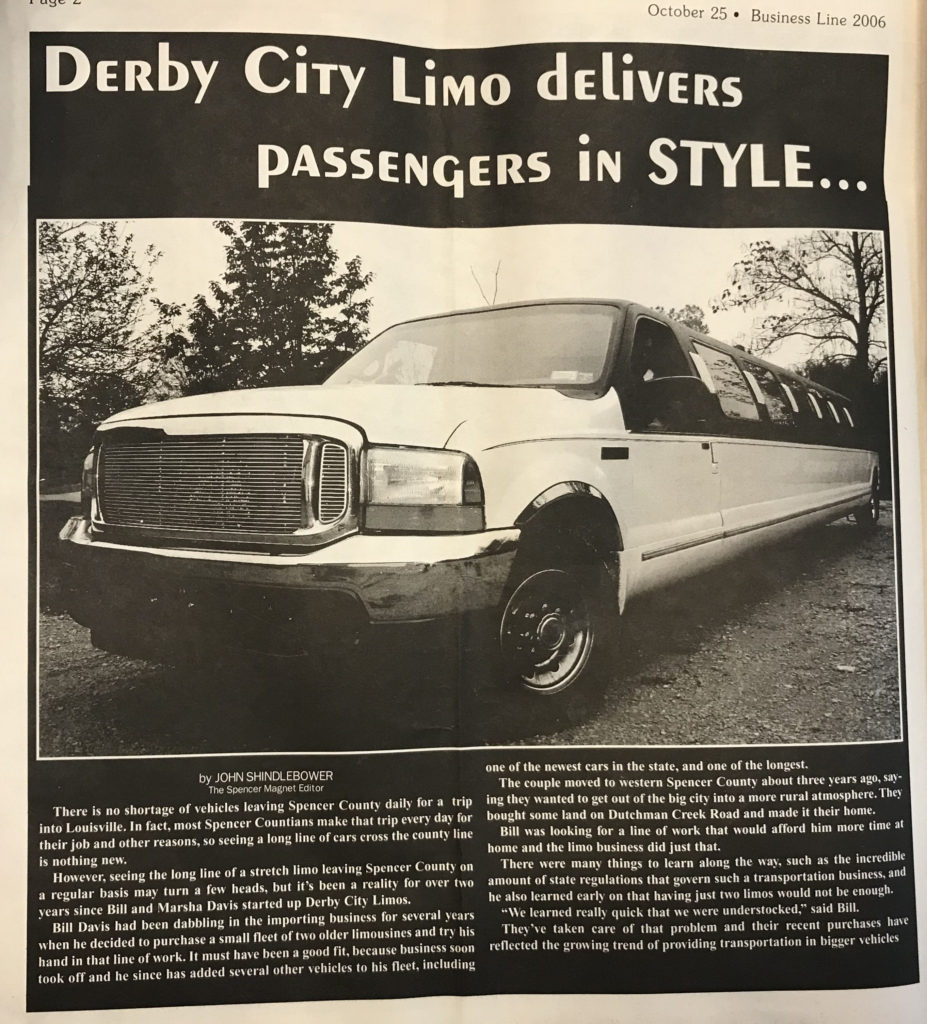 Page 2
October 25 • Business Line 2006
Derby City Limo delivers
passengers in STYLE...
by JOHN SHINDLEBOWER
The Spencer Magnet Editor
There is no shortage of vehicles leaving Spencer County daily for a trip
into Louisville. In fact, most Spencer Countians make that trip every day for
their job and other reasons, so seeing a long line of cars cross the county line
is nothing new.
However, seeing the long line of a stretch limo leaving Spencer County on
a regular basis may turn a few heads, but it's been a reality for over two
years since Bill and Marsha Davis started up Derby City Limos.
Bill Davis had been dabbling in the importing business for several years
when he decided to purchase a small fleet of two older limousines and try his
hand in that line of work. It must have been a good fit, because business soon
took off and he since has added several other vehicles to his fleet, including
one of the newest cars in the state, and one of the longest.
The couple moved to western Spencer County about three years ago, say-
ing they wanted to get out of the big city into a more rural atmosphere. They
bought some land on Dutchman Creek Road and made it their home.
Bill was looking for a line of work that would afford him more time at
home and the limo business did just that.
There were many things to learn along the way, such as the incredible
amount of state regulations that govern such a transportation business, and
he also learned early on that having just two limos would not be enough.
“We learned really quick that we were understocked,” said Bill.
They've taken care of that problem and their recent purchases have
reflected the growing trend of providing transportation in bigger vehicles